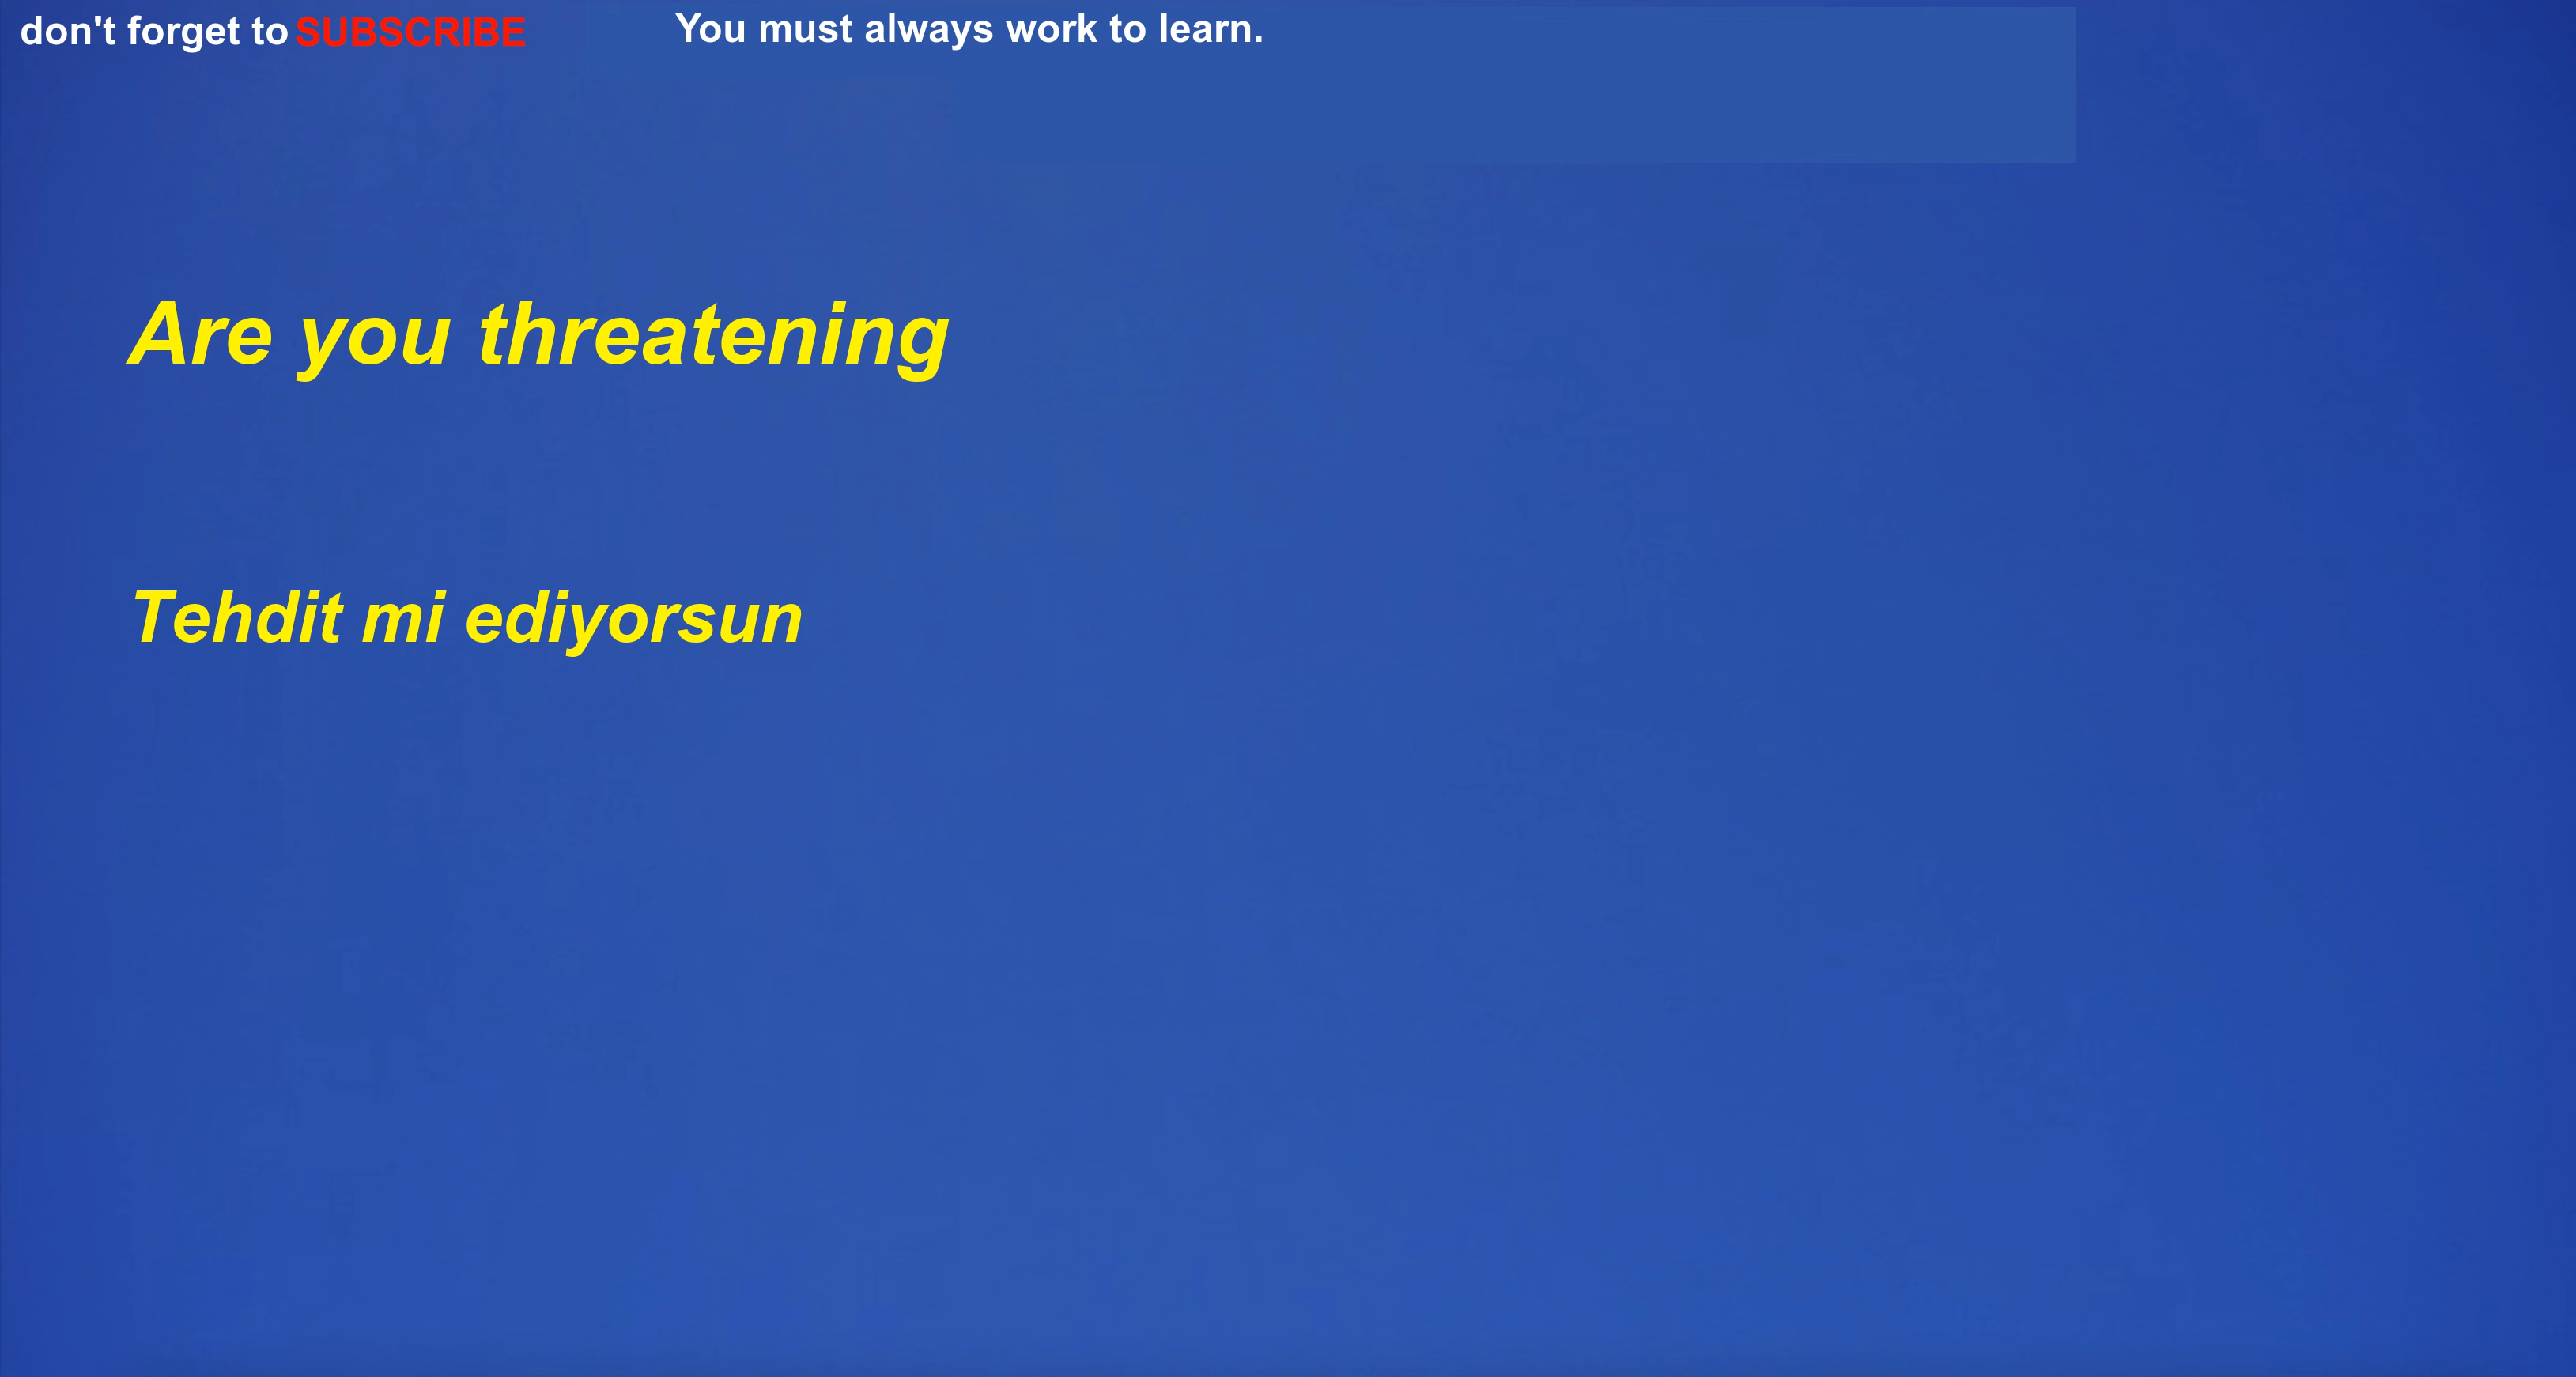 don't forget to SUBSCRIBE You must always work to learn.
Are you threatening
Tehdit mi ediyorsun